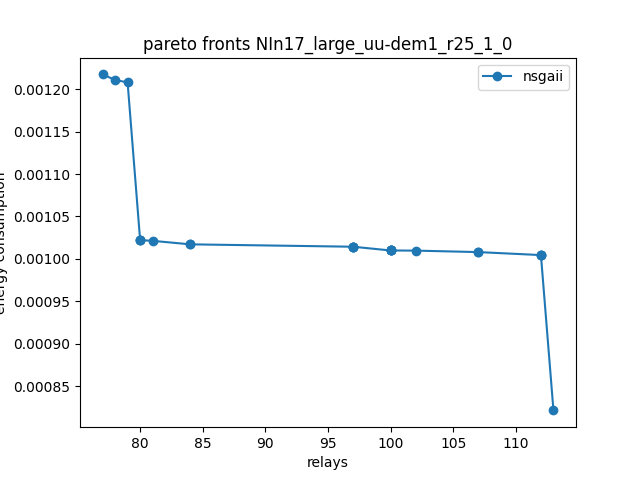 pareto fronts NIn17_large_uu-dem1_r25_1_0
nsgaii
0.00120
0.00115
0.00110
0.00105
0.00100
0.00095
0.00090
0.00085
energy consumption
80 85 90 95 100 105 110
relays